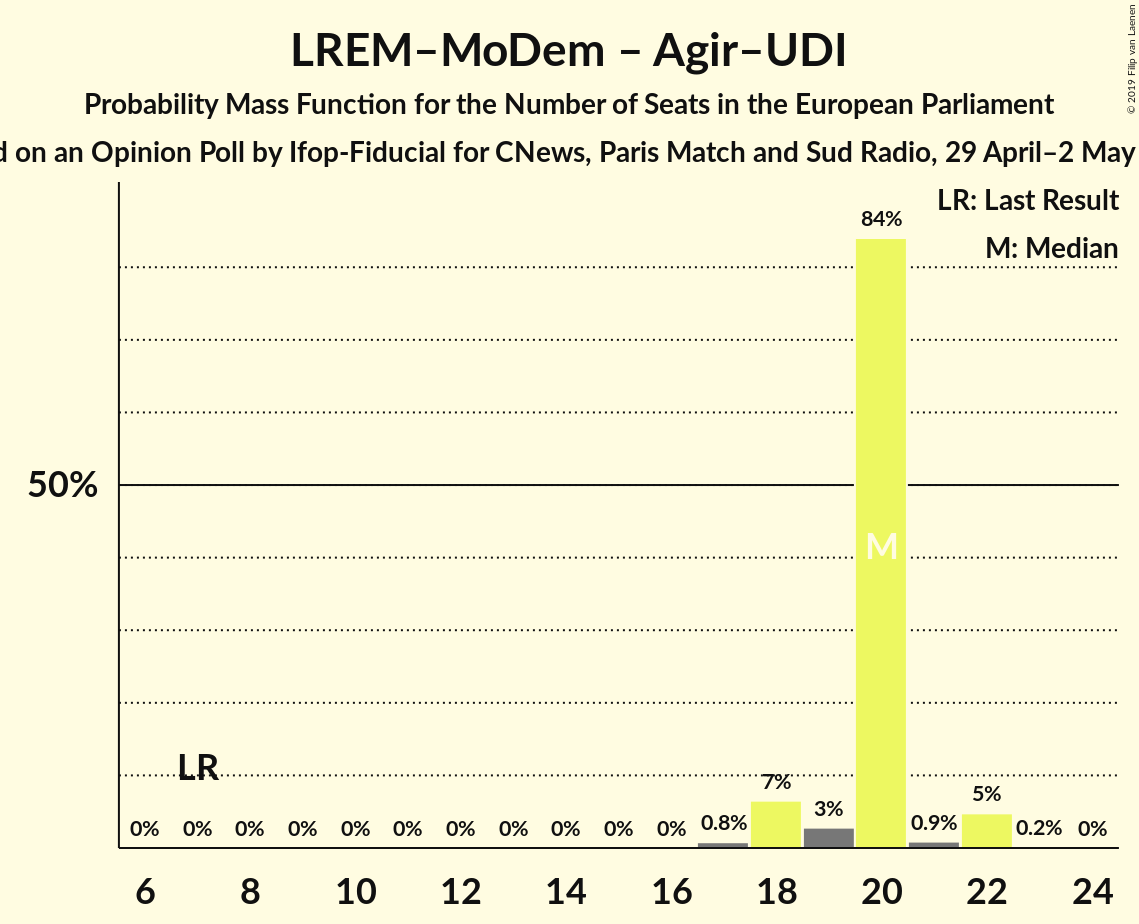 LREM–MoDem – Agir–UDI
Probability Mass Function for the Number of Seats in the European Parliament
on an Opinion Poll by Ifop-Fiducial for CNews, Paris Match and Sud Radio, 29 April–2 May
© 2019 Filip van Laenen
LR: Last Result
M: Median
84%
50%
M
LR
7%
3%
5%
0% 0% 0% 0% 0% 0% 0% 0% 0% 0% 0% 0.8% 0.9% 0.2% 0%
6 8 10 12 14 16 18 20 22 24